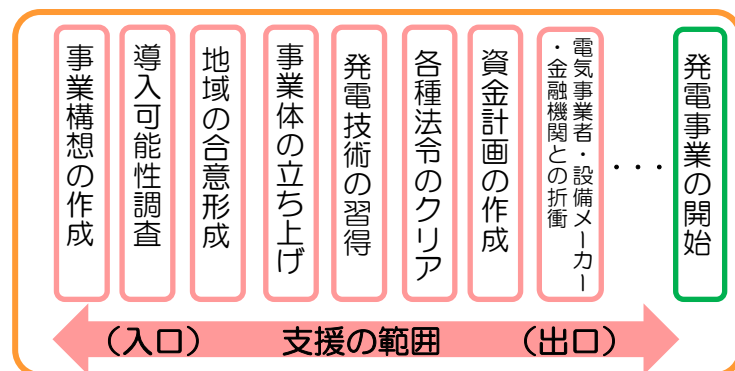 事業構想の作成
導入可能性調査
地域の合意形成
事業体の立ち上げ
発電技術の習得
各種法令のクリア
資金計画の作成
電気事業者・設備メーカー
・金融機関との折衝
・・・
発電事業の開始
（入口） 支援の範囲 （出口）